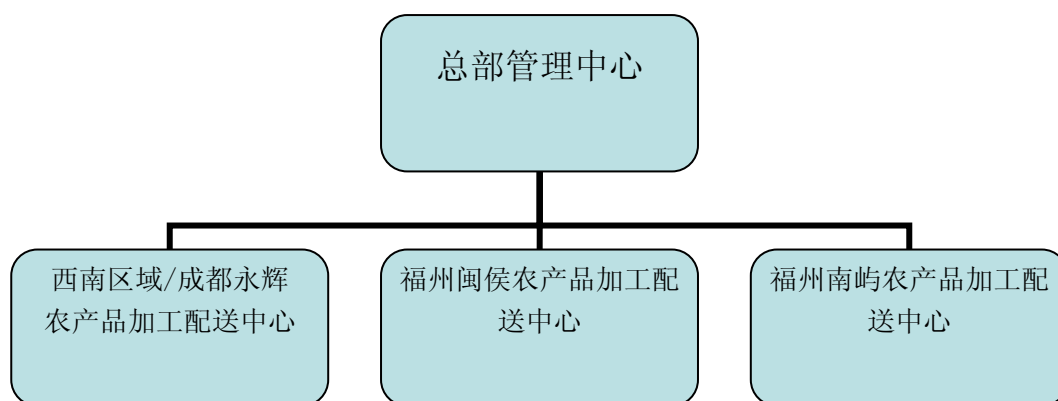 总部管理中心
西南区域/成都永辉
农产品加工配送中心
福州闽侯农产品加工配
送中心
福州南屿农产品加工配
送中心